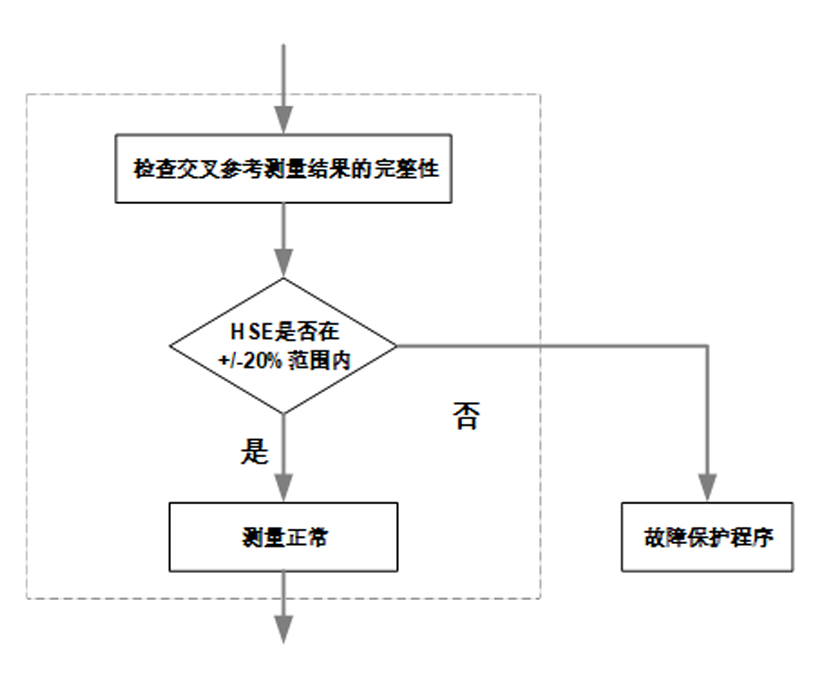 检查交叉参考测量结果的完整性
HSE是否在
+/-20% 范围内
否
是
测量正常
故障保护程序